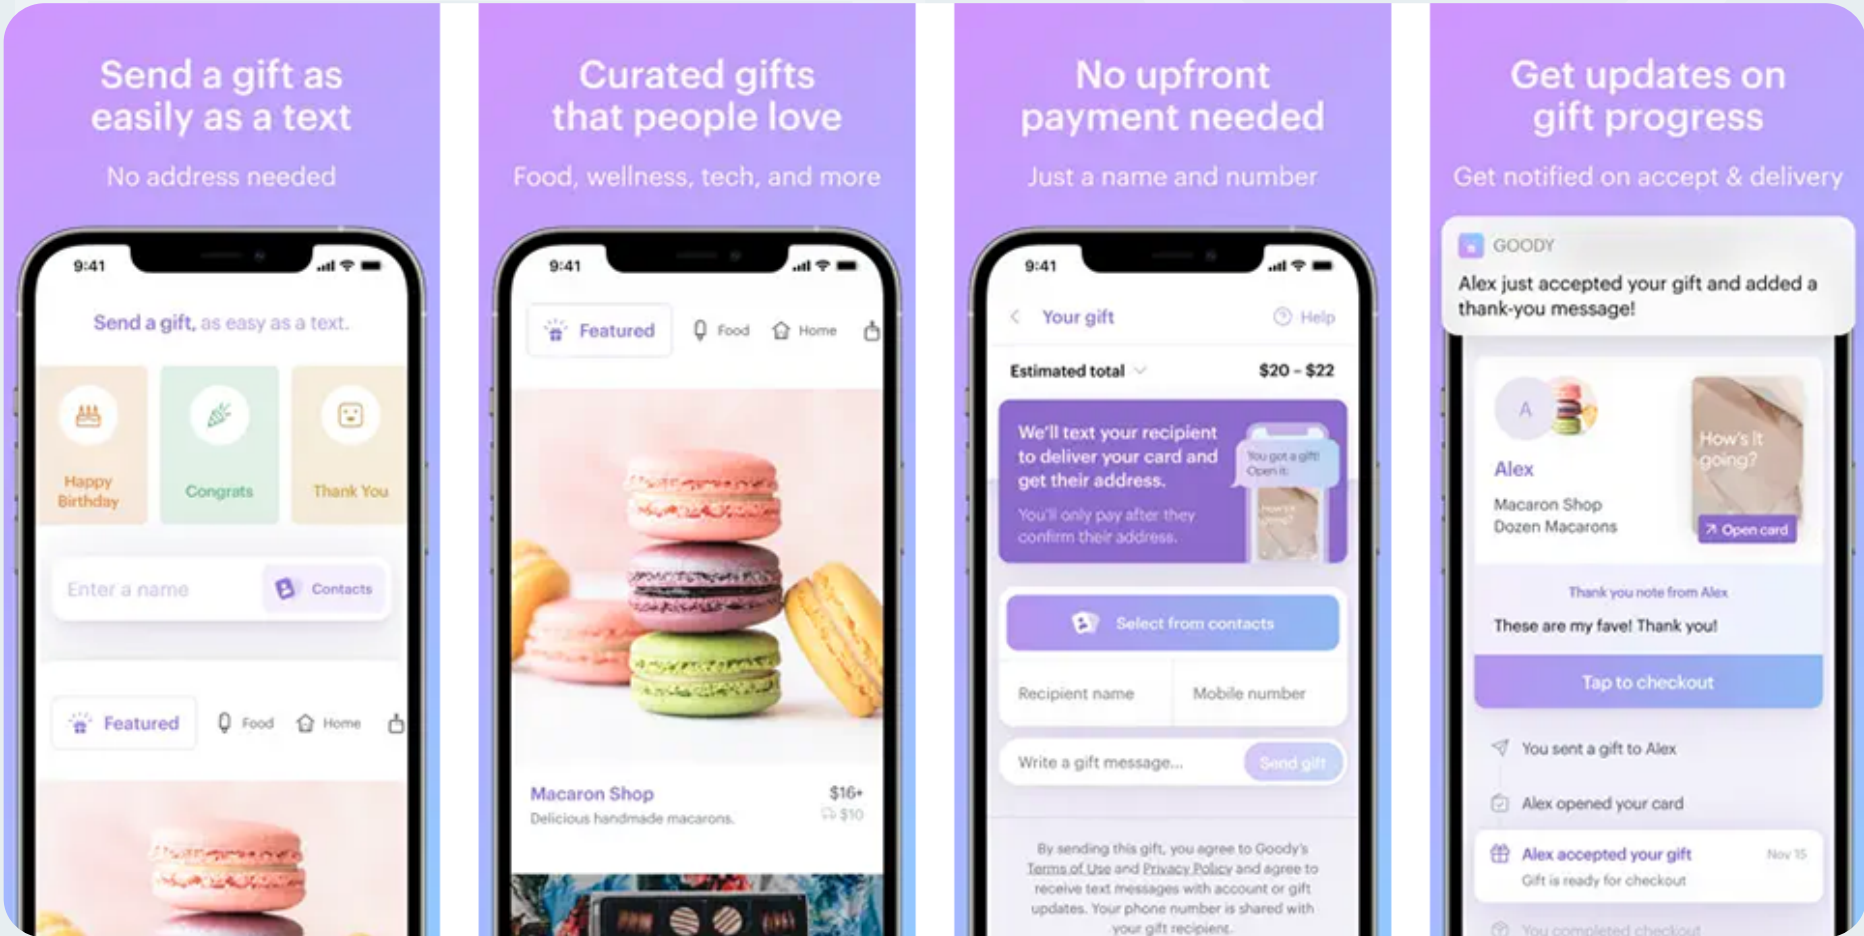 Send a gift as
easily as a text
No address needed
9:41
Send a gift, as easy as a text.
Happy
Birthday
Congrats
Thank You
Enter a name
Contacts
Featured
Food
Home
Curated gifts
that people love
Food, wellness, tech, and more
9:41
Featured
Food
Home
Macaron Shop
$16+
Delicious handmade macarons.
$10
No upfront
payment needed
Just a name and number
9:41
Your gift
Help
Estimated total
$20 – $22
We'll text your recipient
to deliver your card and
get their address.
You'll only pay after they
confirm their address.
You got a gift!
Open it:
How's it
going?
Select from contacts
Recipient name
Mobile number
Write a gift message...
Send gift
By sending this gift, you agree to Goody's
Terms of Use and Privacy Policy and agree to
receive text messages with account or gift
updates. Your phone number is shared with
your gift recipient.
Get updates on
gift progress
Get notified on accept & delivery
GOODY
Alex just accepted your gift and added a
thank-you message!
A
How's it
going?
Alex
Macaron Shop
Dozen Macarons
Open card
Thank you note from Alex
These are my fave! Thank you!
Tap to checkout
You sent a gift to Alex
Alex opened your card
Alex accepted your gift
Nov 15
Gift is ready for checkout
You completed checkout